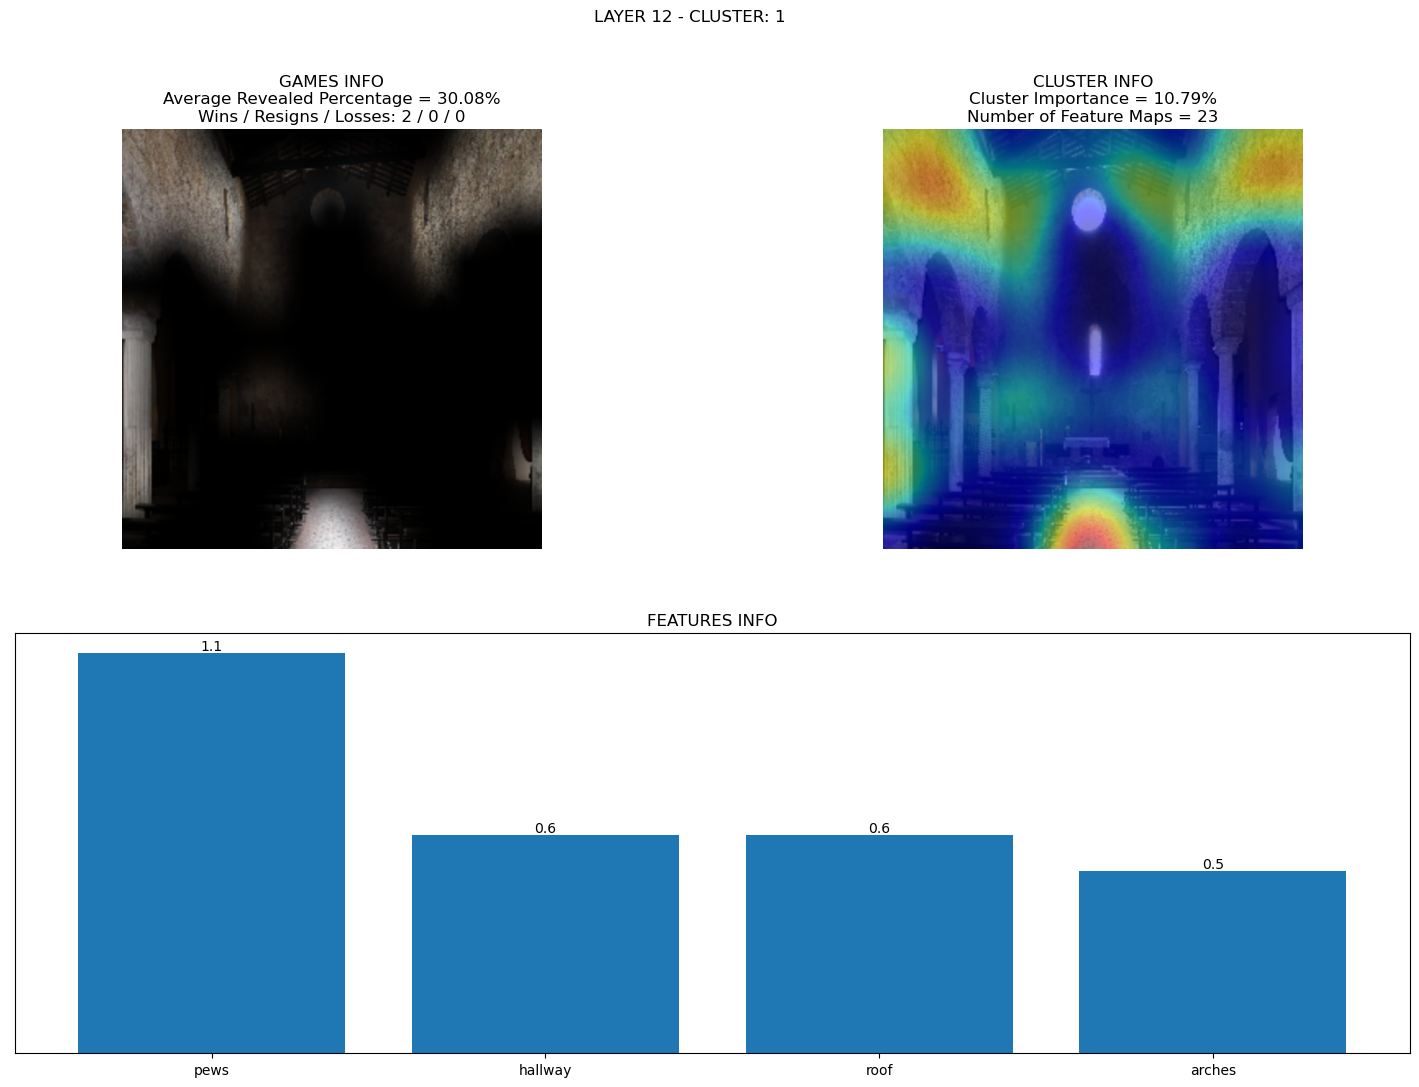 LAYER 12 - CLUSTER: 1
GAMES INFO
Average Revealed Percentage = 30.08%
Wins / Resigns / Losses: 2 / 0 / 0
CLUSTER INFO
Cluster Importance = 10.79%
Number of Feature Maps = 23
FEATURES INFO
1.1
0.6
0.6
0.5
pews
hallway
roof
arches